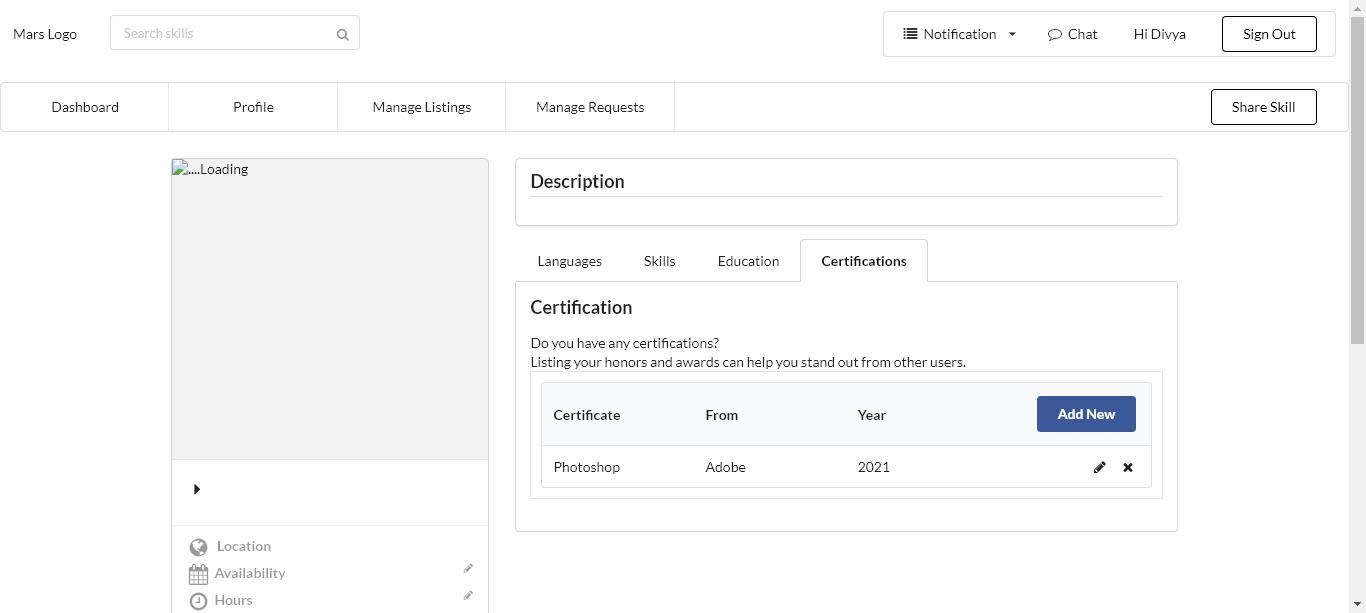 Mars Logo
Search skills
Notification
Chat
Hi Divya
Sign Out
Dashboard
Profile
Manage Listings
Manage Requests
Share Skill
....Loading
Description
Languages
Skills
Education
Certifications
Certification
Do you have any certifications?
Listing your honors and awards can help you stand out from other users.
Certificate From Year Add New
Photoshop Adobe 2021
Location
Availability
Hours